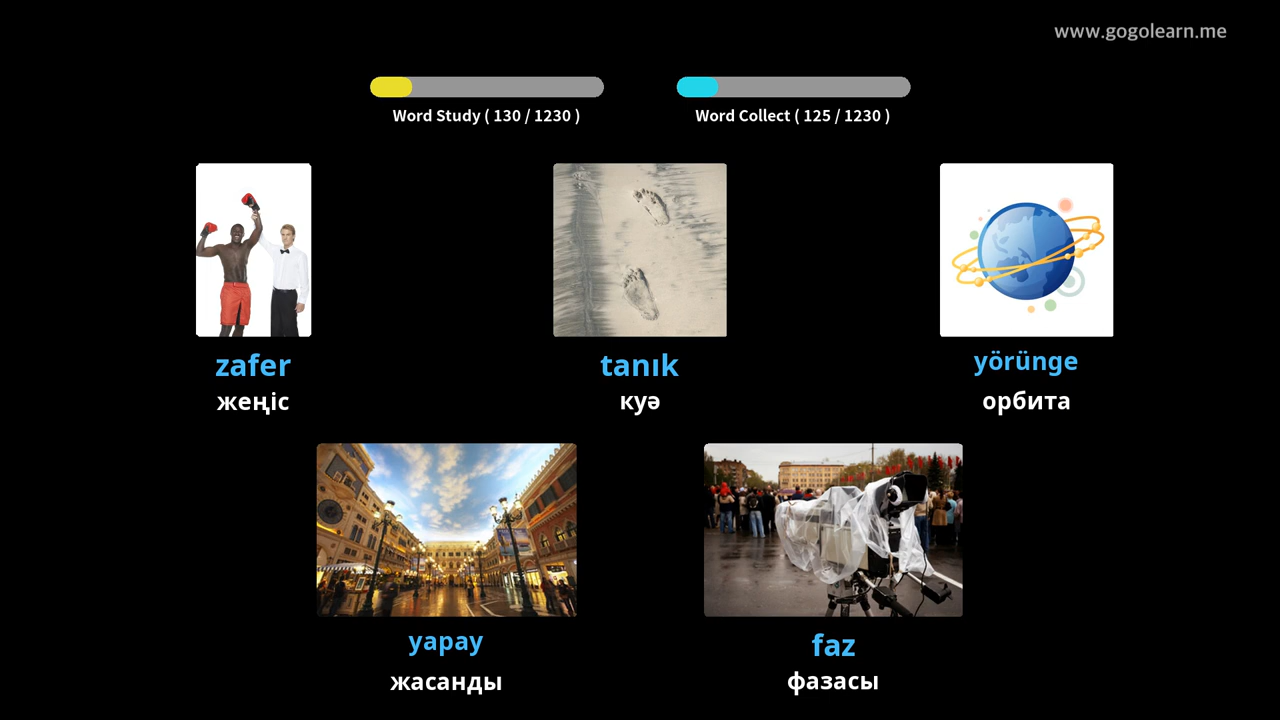 www.gogolearn.me
Word Study ( 130 / 1230 )
Word Collect ( 125 / 1230 )
zafer
жеңіс
tanık
куә
yörünge
орбита
yapay
жасанды
faz
фазасы